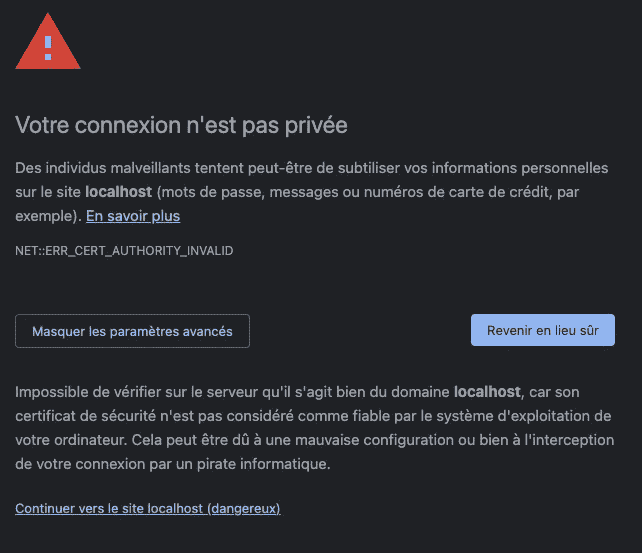 Votre connexion n'est pas privée
Des individus malveillants tentent peut-être de subtiliser vos informations personnelles
sur le site localhost (mots de passe, messages ou numéros de carte de crédit, par
exemple). En savoir plus
NET::ERR_CERT_AUTHORITY_INVALID
Masquer les paramètres avancés
Revenir en lieu sûr
Impossible de vérifier sur le serveur qu'il s'agit bien du domaine localhost, car son
certificat de sécurité n'est pas considéré comme fiable par le système d'exploitation de
votre ordinateur. Cela peut être dû à une mauvaise configuration ou bien à l'interception
de votre connexion par un pirate informatique.
Continuer vers le site localhost (dangereux)